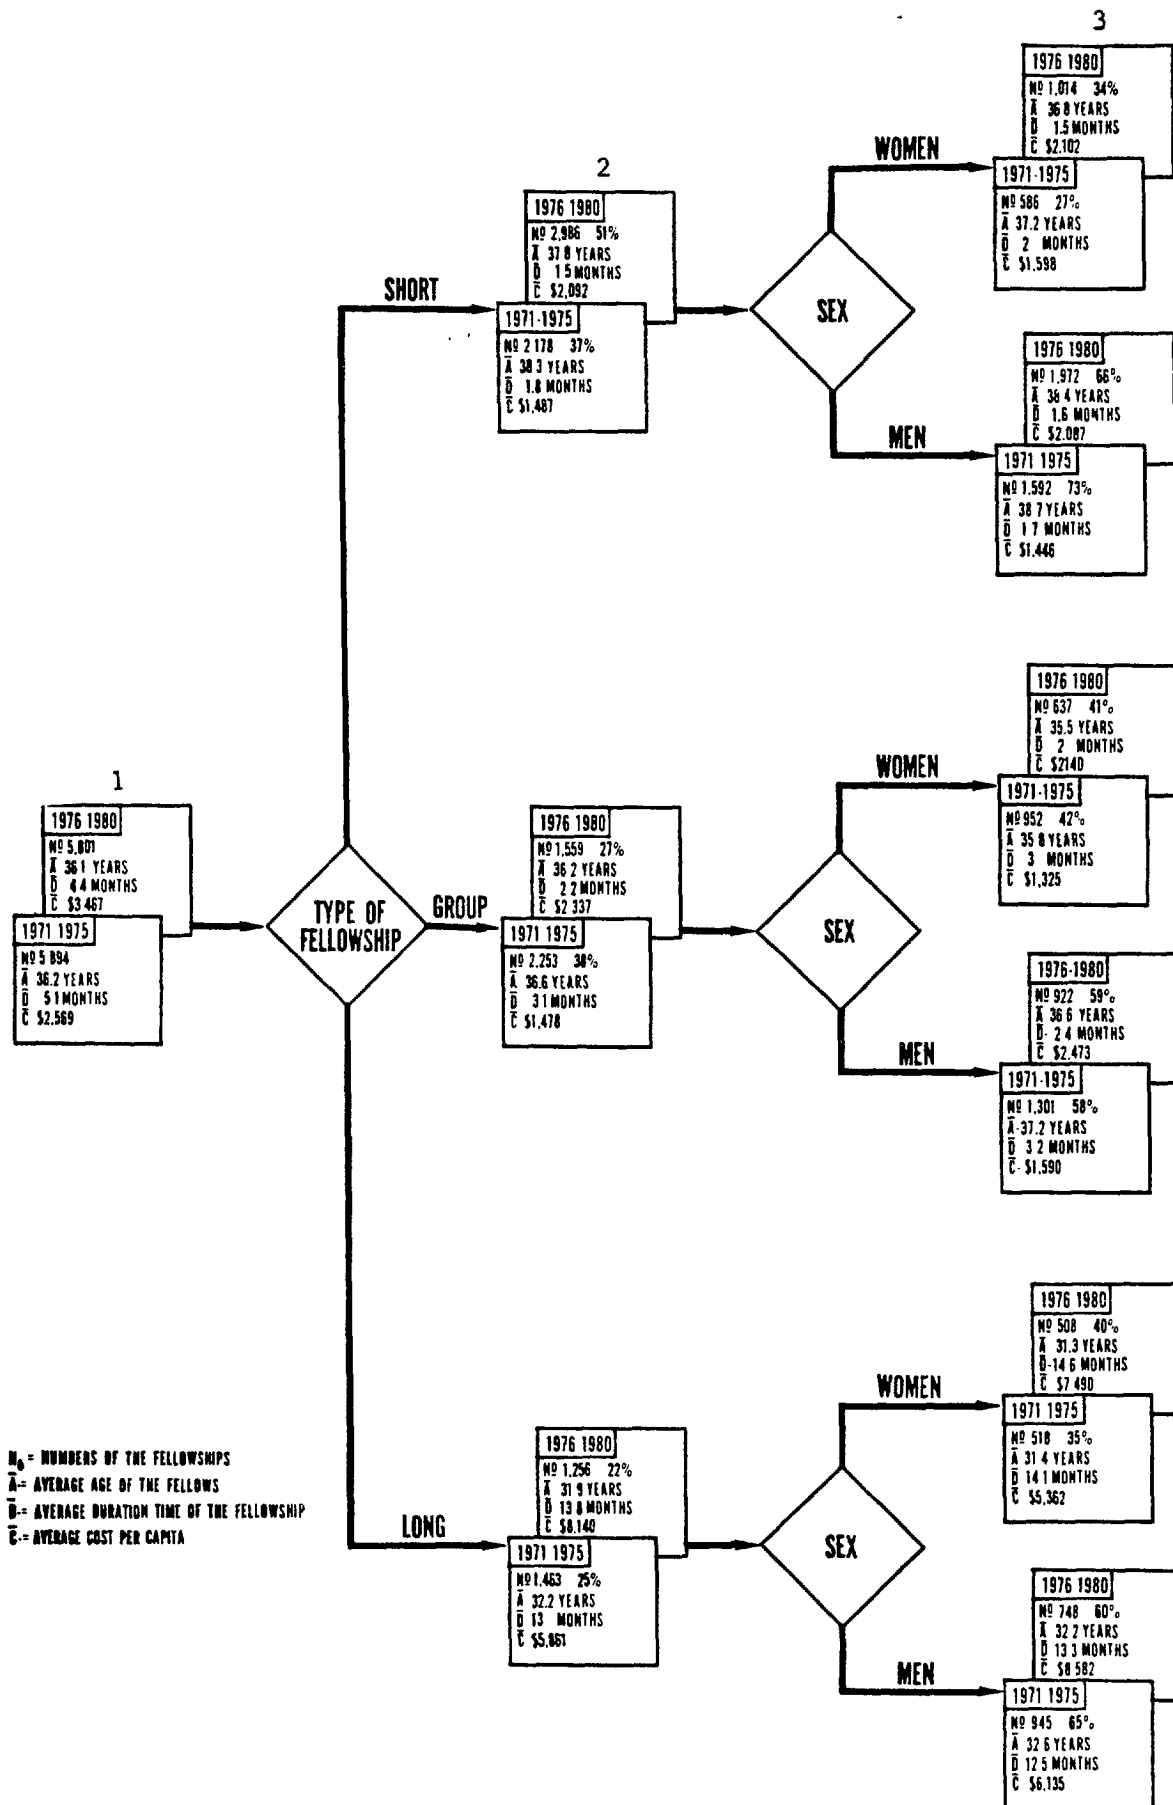 1
1976 1980
Nº 5,801
A 36 1 YEARS
D 4 4 MONTHS
C $3 467
1971 1975
Nº 5 894
A 36.2 YEARS
D 5 1 MONTHS
C $2,569
TYPE OF
FELLOWSHIP
SHORT
GROUP
LONG
2
1976 1980
Nº 2,986 51%
A 37 8 YEARS
D 1 5 MONTHS
C $2,092
1971-1975
Nº 2 178 37%
A 38 3 YEARS
D 1.8 MONTHS
C $1,487
SEX
WOMEN
MEN
1976 1980
Nº 1,559 27%
A 36 2 YEARS
D 2 2 MONTHS
C $2 337
1971 1975
Nº 2,253 38%
A 36.6 YEARS
D 3 1 MONTHS
C $1,478
SEX
WOMEN
MEN
1976 1980
Nº 1,256 22%
A 31 9 YEARS
D 13 8 MONTHS
C $8,140
1971 1975
Nº 1,463 25%
A 32.2 YEARS
D 13 MONTHS
C $5,861
SEX
WOMEN
MEN
3
1976 1980
Nº 1,014 34%
A 36 8 YEARS
D 1.5 MONTHS
C $2.102
1971-1975
Nº 586 27%
A 37.2 YEARS
D 2 MONTHS
C $1,598
1976 1980
Nº 1,972 66%
A 38 4 YEARS
D 1.6 MONTHS
C $2.087
1971 1975
Nº 1.592 73%
A 38 7 YEARS
D 1 7 MONTHS
C $1.446
1976 1980
Nº 637 41%
A 35.5 YEARS
D 2 MONTHS
C $2140
1971-1975
Nº 952 42%
A 35 8 YEARS
D 3 MONTHS
C $1,325
1976-1980
Nº 922 59%
A 36 6 YEARS
D- 2 4 MONTHS
C $2.473
1971-1975
Nº 1,301 58%
A-37.2 YEARS
D 3 2 MONTHS
C- $1,590
1976 1980
Nº 508 40%
A 31.3 YEARS
D-14 6 MONTHS
C $7 490
1971 1975
Nº 518 35%
A 31 4 YEARS
D 14 1 MONTHS
C $5,362
1976 1980
Nº 748 60%
A 32 2 YEARS
D 13 3 MONTHS
C $8 582
1971 1975
Nº 945 65%
A 32 6 YEARS
D 12 5 MONTHS
C $6,135
Nº = NUMBERS OF THE FELLOWSHIPS
A- = AVERAGE AGE OF THE FELLOWS
D- = AVERAGE DURATION TIME OF THE FELLOWSHIP
C- = AVERAGE COST PER CAPITA